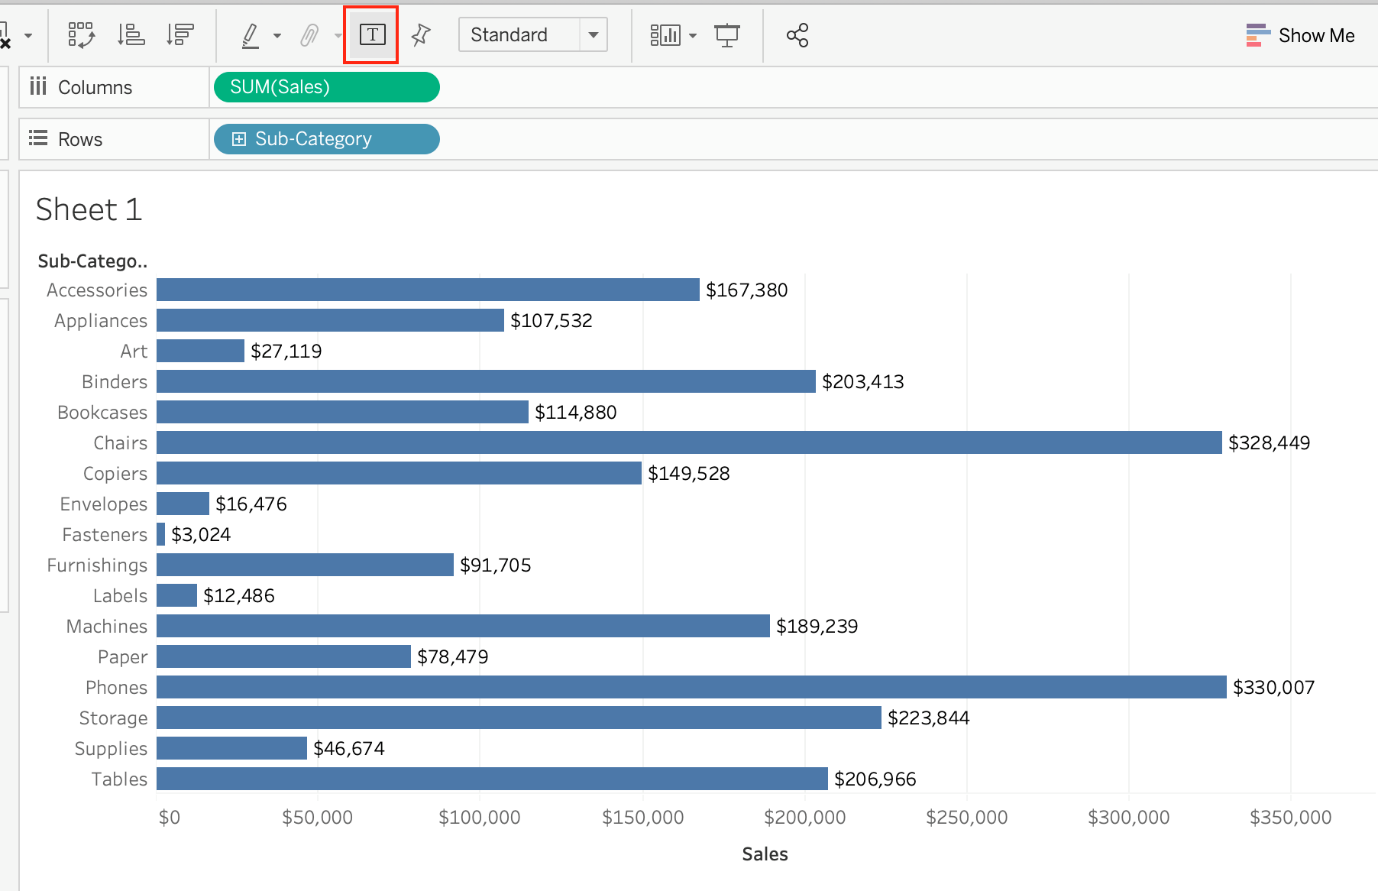 T
Standard
Show Me
Columns
SUM(Sales)
Rows
Sub-Category
Sheet 1
Sub-Catego..
Accessories $167,380
Appliances $107,532
Art $27,119
Binders $203,413
Bookcases $114,880
Chairs $328,449
Copiers $149,528
Envelopes $16,476
Fasteners $3,024
Furnishings $91,705
Labels $12,486
Machines $189,239
Paper $78,479
Phones $330,007
Storage $223,844
Supplies $46,674
Tables $206,966
$0 $50,000 $100,000 $150,000 $200,000 $250,000 $300,000 $350,000
Sales